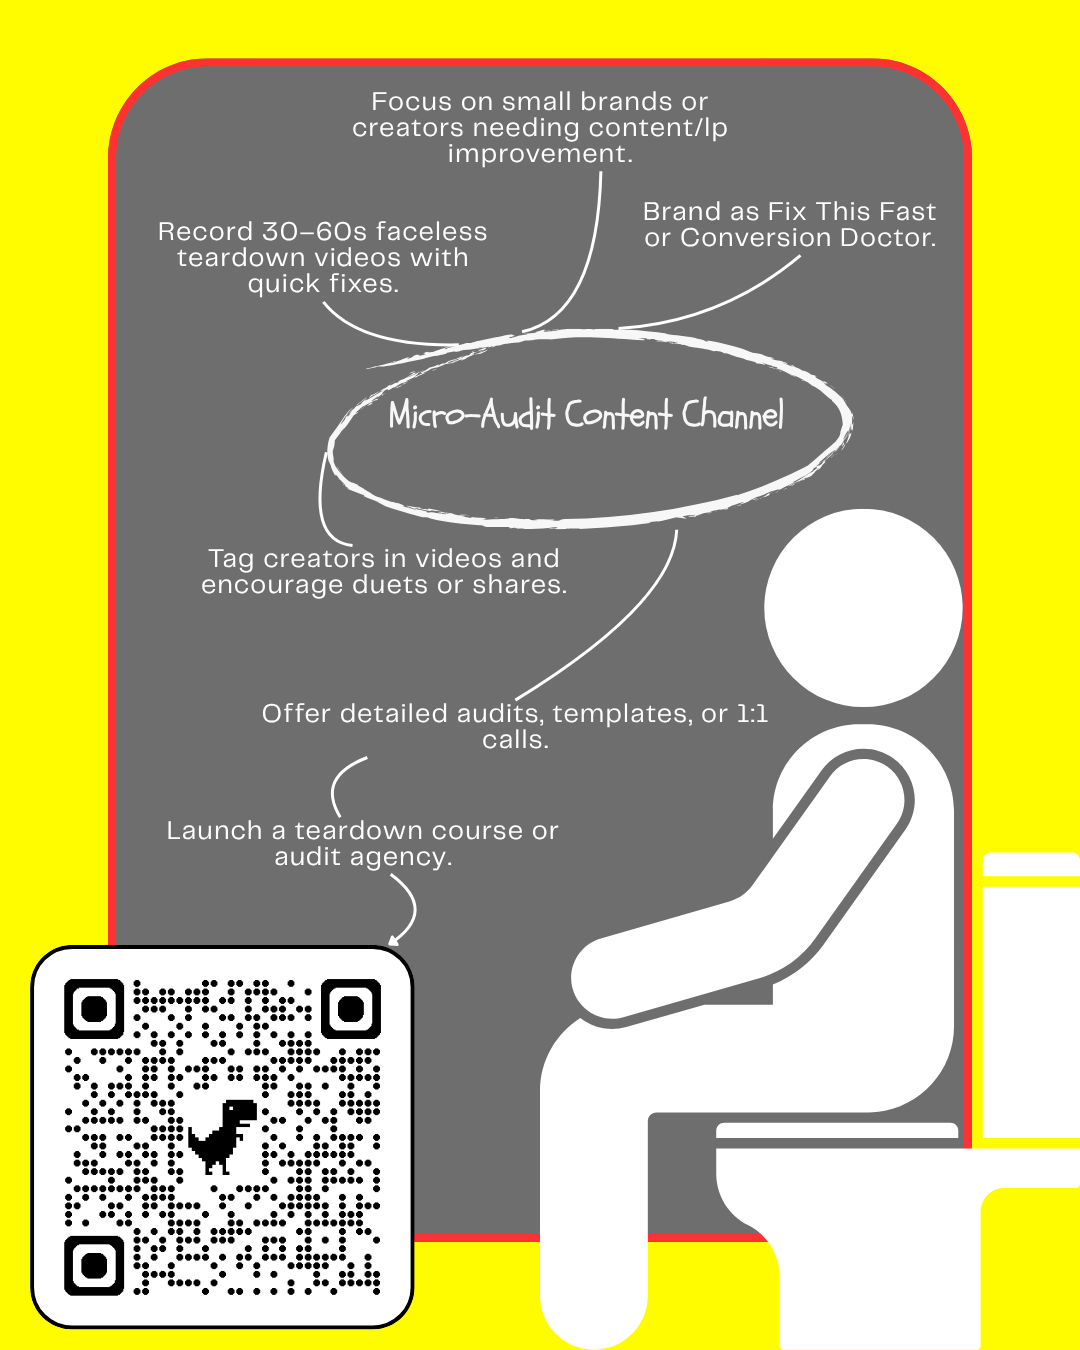 Focus on small brands or
creators needing content/lp
improvement.
Brand as Fix This Fast
or Conversion Doctor.
Record 30–60s faceless
teardown videos with
quick fixes.
Micro-Audit Content Channel
Tag creators in videos and
encourage duets or shares.
Offer detailed audits, templates, or 1:1
calls.
Launch a teardown course or
audit agency.